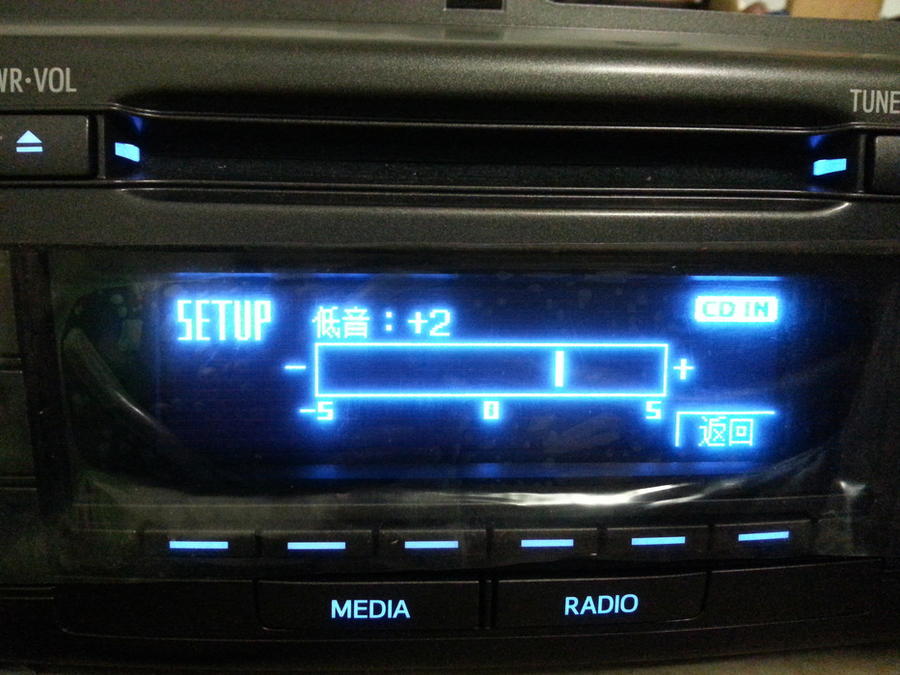 WR·VOL
TUNE
SETUP
低音：+2
CD IN
- +
-5 0 5
返回
MEDIA
RADIO